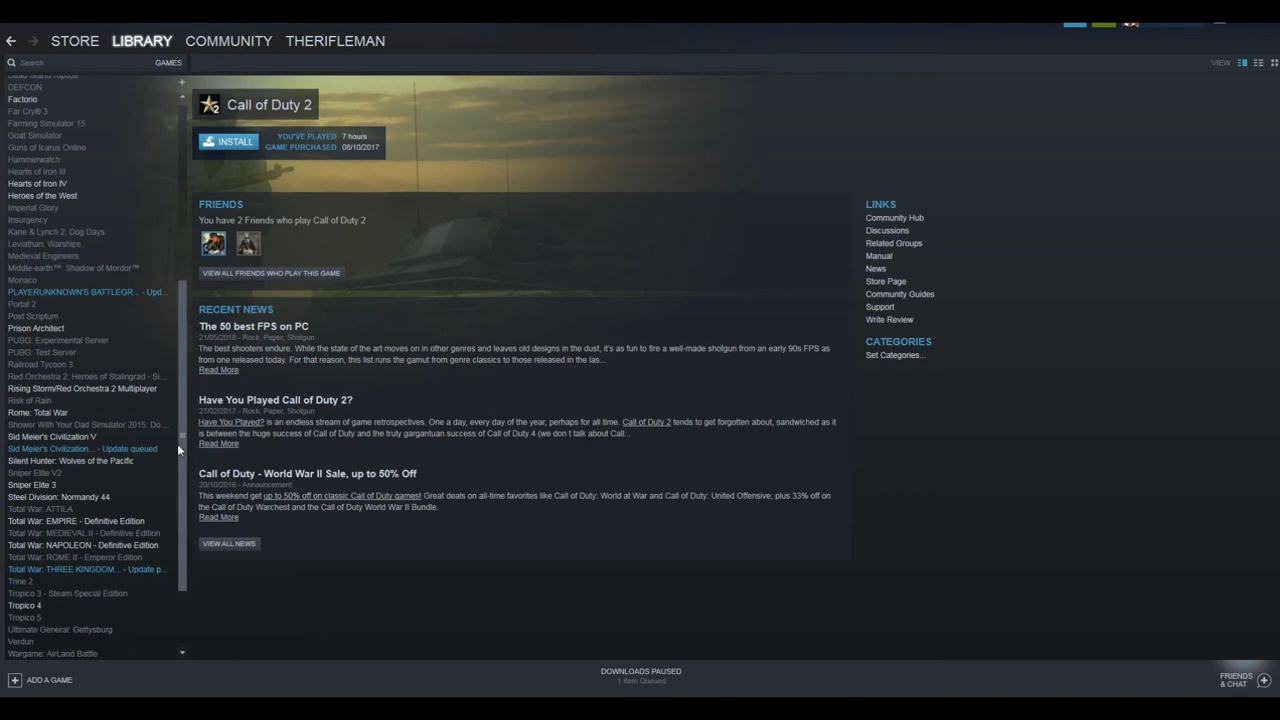 STORE LIBRARY COMMUNITY THERIFLEMAN
Search GAMES VIEW
Dead Island Riptide
DEFCON
Factorio
Far Cry® 3
Farming Simulator 15
Goat Simulator
Guns of Icarus Online
Hammerwatch
Hearts of Iron III
Hearts of Iron IV
Heroes of the West
Imperial Glory
Insurgency
Kane & Lynch 2: Dog Days
Leviathan: Warships
Medieval Engineers
Middle-earth™: Shadow of Mordor™
Monaco
PLAYERUNKNOWN'S BATTLEGR... - Upd...
Portal 2
Post Scriptum
Prison Architect
PUBG: Experimental Server
PUBG: Test Server
Railroad Tycoon 3
Red Orchestra 2: Heroes of Stalingrad - Si...
Rising Storm/Red Orchestra 2 Multiplayer
Risk of Rain
Rome: Total War
Shower With Your Dad Simulator 2015: Do ...
Sid Meier's Civilization V
Sid Meier's Civilization... - Update queued
Silent Hunter: Wolves of the Pacific
Sniper Elite V2
Sniper Elite 3
Steel Division: Normandy 44
Total War: ATTILA
Total War: EMPIRE - Definitive Edition
Total War: MEDIEVAL II - Definitive Edition
Total War: NAPOLEON - Definitive Edition
Total War: ROME II - Emperor Edition
Total War: THREE KINGDOM... - Update p...
Trine 2
Tropico 3 - Steam Special Edition
Tropico 4
Tropico 5
Ultimate General: Gettysburg
Verdun
Wargame: AirLand Battle
Call of Duty 2
INSTALL
YOU'VE PLAYED 7 hours
GAME PURCHASED 08/10/2017
FRIENDS
You have 2 Friends who play Call of Duty 2
VIEW ALL FRIENDS WHO PLAY THIS GAME
RECENT NEWS
The 50 best FPS on PC
21/05/2018 - Rock, Paper, Shotgun
The best shooters endure. While the state of the art moves on in other genres and leaves old designs in the dust, it's as fun to fire a well-made shotgun from an early 90s FPS as
from one released today. For that reason, this list runs the gamut from genre classics to those released in the las...
Read More
Have You Played Call of Duty 2?
27/02/2017 - Rock, Paper, Shotgun
Have You Played? is an endless stream of game retrospectives. One a day, every day of the year, perhaps for all time. Call of Duty 2 tends to get forgotten about, sandwiched as it
is between the huge success of Call of Duty and the truly gargantuan success of Call of Duty 4 (we don t talk about Call...
Read More
Call of Duty - World War II Sale, up to 50% Off
20/10/2016 - Announcement
This weekend get up to 50% off on classic Call of Duty games! Great deals on all-time favorites like Call of Duty: World at War and Call of Duty: United Offensive, plus 33% off on
the Call of Duty Warchest and the Call of Duty World War II Bundle.
Read More
VIEW ALL NEWS
LINKS
Community Hub
Discussions
Related Groups
Manual
News
Store Page
Community Guides
Support
Write Review
CATEGORIES
Set Categories...
ADD A GAME
DOWNLOADS PAUSED
1 Item Queued
FRIENDS
& CHAT